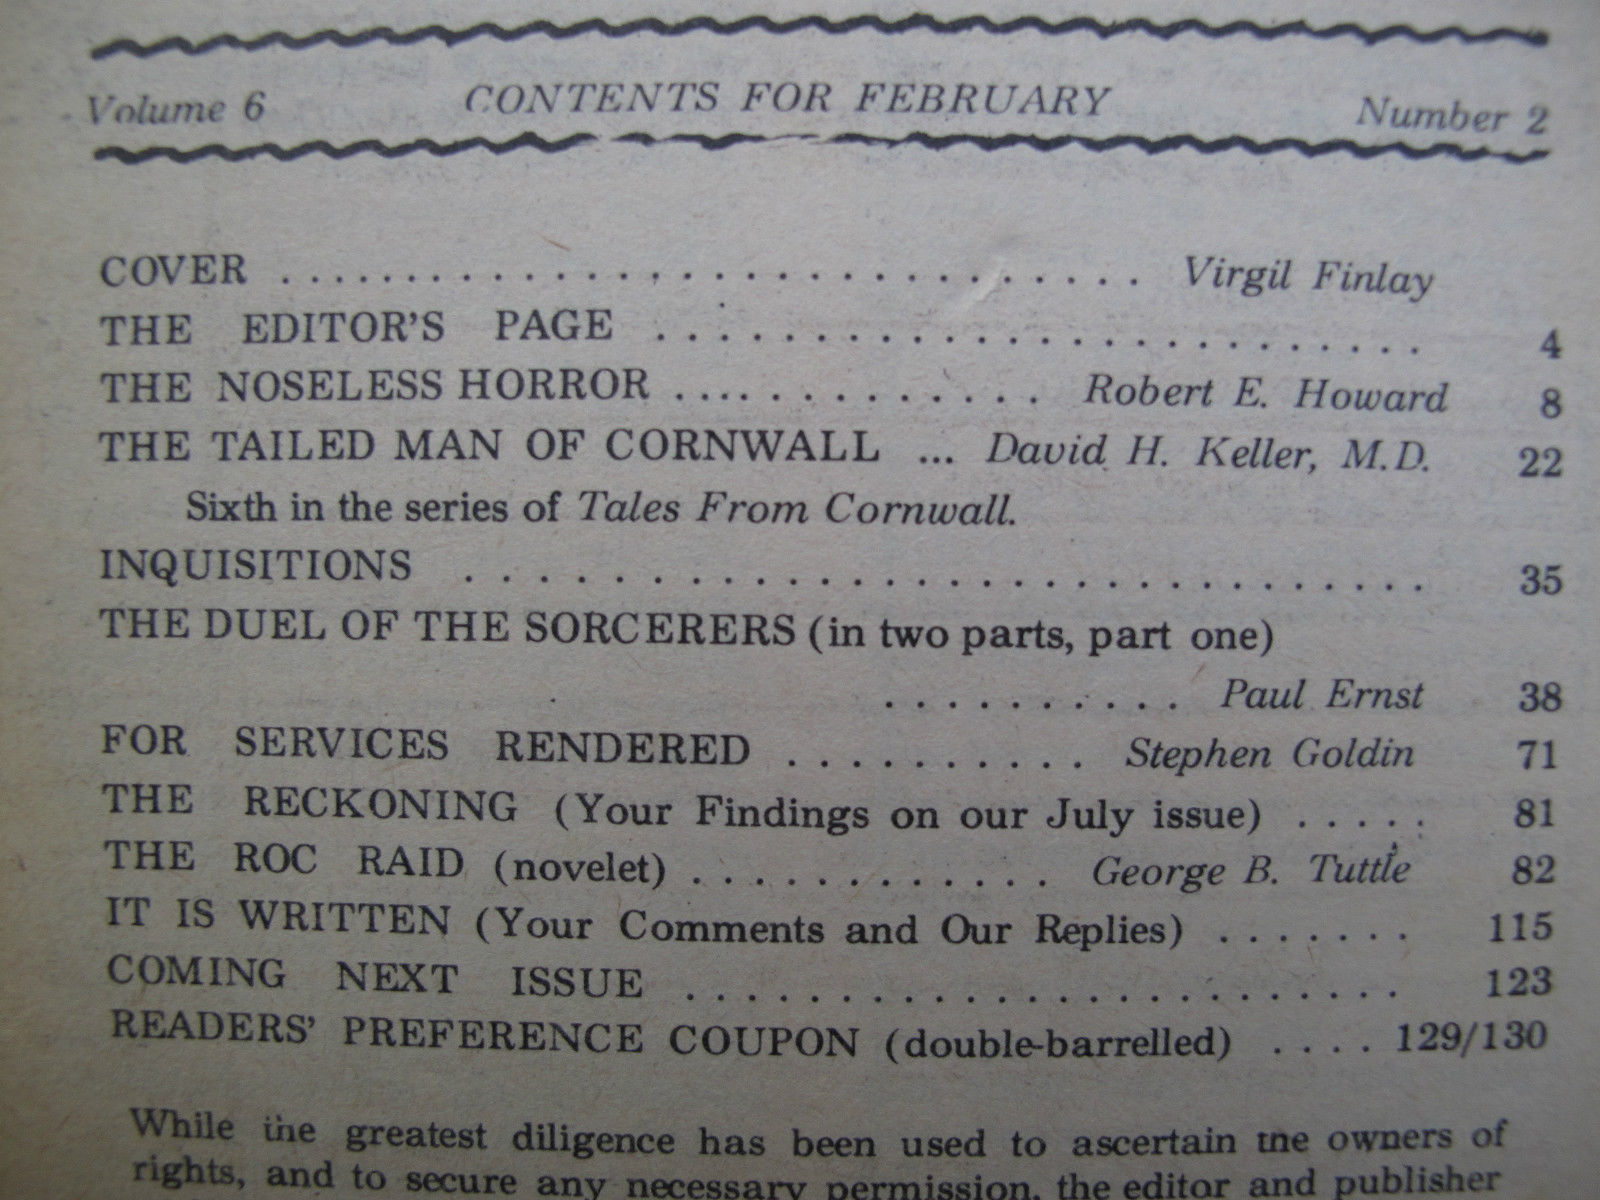 Volume 6 CONTENTS FOR FEBRUARY Number 2
COVER .............................. Virgil Finlay
THE EDITOR'S PAGE ...................... 4
THE NOSELESS HORROR ............. Robert E. Howard 8
THE TAILED MAN OF CORNWALL ... David H. Keller, M.D. 22
Sixth in the series of Tales From Cornwall.
INQUISITIONS .......................... 35
THE DUEL OF THE SORCERERS (in two parts, part one)
.......... Paul Ernst 38
FOR SERVICES RENDERED .......... Stephen Goldin 71
THE RECKONING (Your Findings on our July issue) ..... 81
THE ROC RAID (novelet) ............ George B. Tuttle 82
IT IS WRITTEN (Your Comments and Our Replies) ....... 115
COMING NEXT ISSUE ....................... 123
READERS' PREFERENCE COUPON (double-barrelled) .... 129/130
While the greatest diligence has been used to ascertain the owners of
rights, and to secure any necessary permission, the editor and publisher